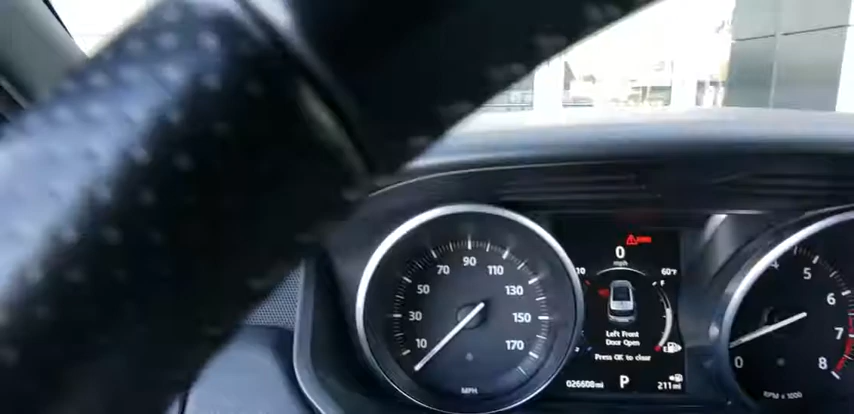 10
30
50
70
90
110
130
150
170
MPH
0
mph
60°F
F
Left Front
Door Open
Press OK to clear
E
026608mi
P
211mi
0
4
5
6
7
8
RPM x 1000